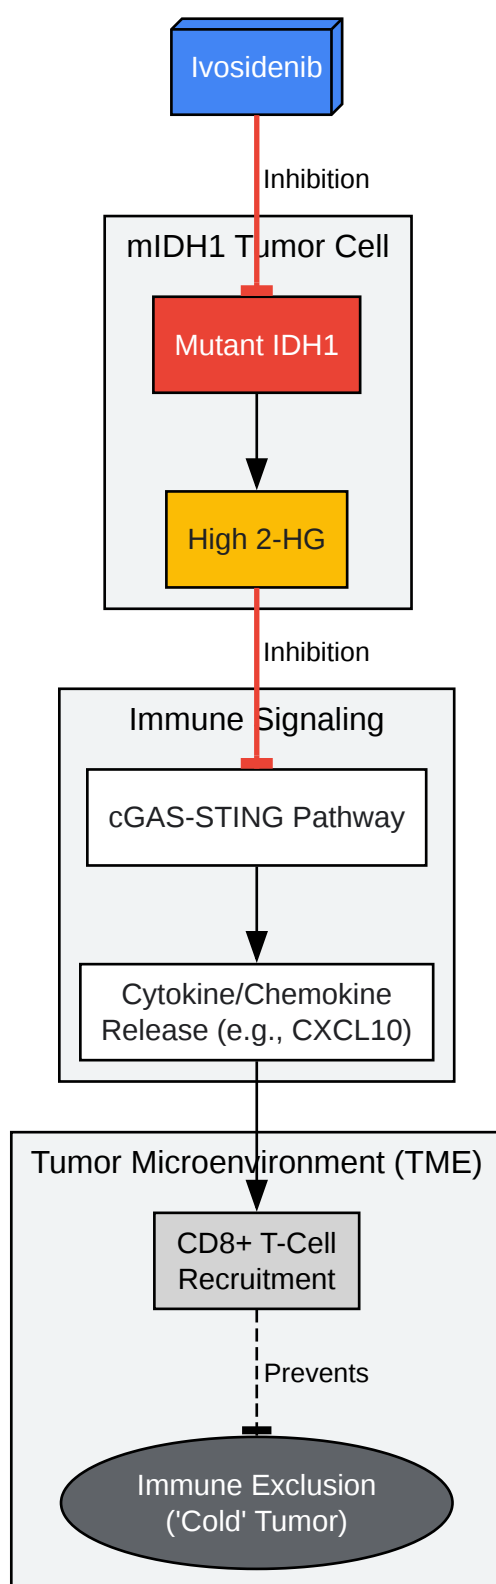 Ivosidenib
Inhibition
mIDH1 Tumor Cell
Mutant IDH1
High 2-HG
Inhibition
Immune Signaling
cGAS-STING Pathway
Cytokine/Chemokine
Release (e.g., CXCL10)
Tumor Microenvironment (TME)
CD8+ T-Cell
Recruitment
Prevents
Immune Exclusion
('Cold' Tumor)